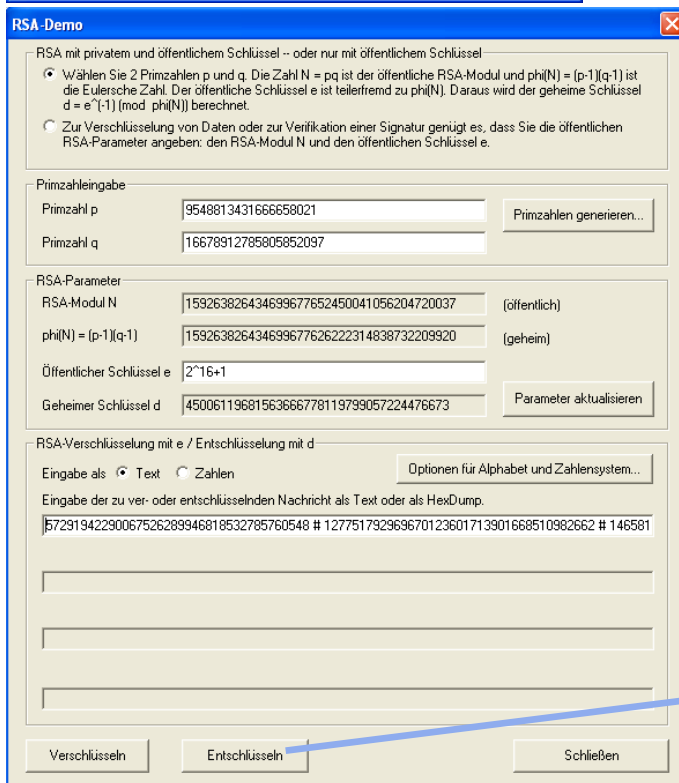 RSA-Demo
RSA mit privatem und öffentlichem Schlüssel -- oder nur mit öffentlichem Schlüssel
Wählen Sie 2 Primzahlen p und q. Die Zahl N = pq ist der öffentliche RSA-Modul und phi(N) = (p-1)(q-1) ist
die Eulersche Zahl. Der öffentliche Schlüssel e ist teilerfremd zu phi(N). Daraus wird der geheime Schlüssel
d = e^(-1) (mod phi(N)) berechnet.
Zur Verschlüsselung von Daten oder zur Verifikation einer Signatur genügt es, dass Sie die öffentlichen
RSA-Parameter angeben: den RSA-Modul N und den öffentlichen Schlüssel e.
Primzahleingabe
Primzahl p 9548813431666658021 Primzahlen generieren...
Primzahl q 16678912785805852097
RSA-Parameter
RSA-Modul N 159263826434699677652450041056204720037 (öffentlich)
phi(N) = (p-1)(q-1) 159263826434699677626222314838732209920 (geheim)
Öffentlicher Schlüssel e 2^16+1
Geheimer Schlüssel d 45006119681563666778119799057224476673 Parameter aktualisieren
RSA-Verschlüsselung mit e / Entschlüsselung mit d
Eingabe als Text Zahlen Optionen für Alphabet und Zahlensystem...
Eingabe der zu ver- oder entschlüsselnden Nachricht als Text oder als HexDump.
57291942290067526289946818532785760548 # 127751792969670123601713901668510982662 # 146581
Verschlüsseln Entschlüsseln Schließen